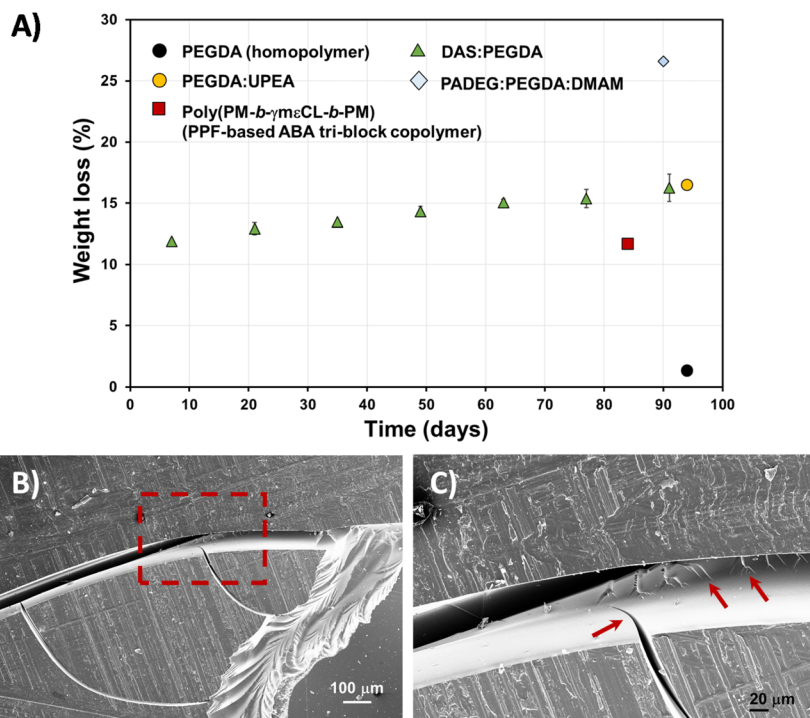 A)
30
25
20
15
10
5
0
Weight loss (%)
PEGDA (homopolymer)
DAS:PEGDA
PEGDA:UPEA
PADEG:PEGDA:DMAM
Poly(PM-b-γmεCL-b-PM)
(PPF-based ABA tri-block copolymer)
0 10 20 30 40 50 60 70 80 90 100
Time (days)
B)
100 μm
C)
20 μm